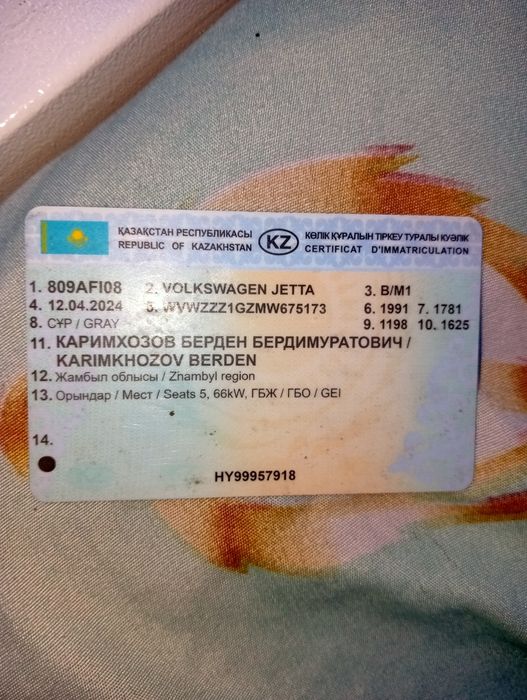 ҚАЗАҚСТАН РЕСПУБЛИКАСЫ
REPUBLIC OF KAZAKHSTAN
KZ
КӨЛІК ҚҰРАЛЫН ТІРКЕУ ТУРАЛЫ КУӘЛІК
CERTIFICAT D'IMMATRICULATION
1. 809AFI08 2. VOLKSWAGEN JETTA 3. B/M1
4. 12.04.2024 5. WVWZZZ1GZMW675173 6. 1991 7. 1781
8. СҰР / GRAY 9. 1198 10. 1625
11. КАРИМХОЗОВ БЕРДЕН БЕРДИМУРАТОВИЧ /
KARIMKHOZOV BERDEN
12. Жамбыл облысы / Zhambyl region
13. Орындар / Мест / Seats 5, 66kW, ГБЖ / ГБО / GEI
14.
HY99957918